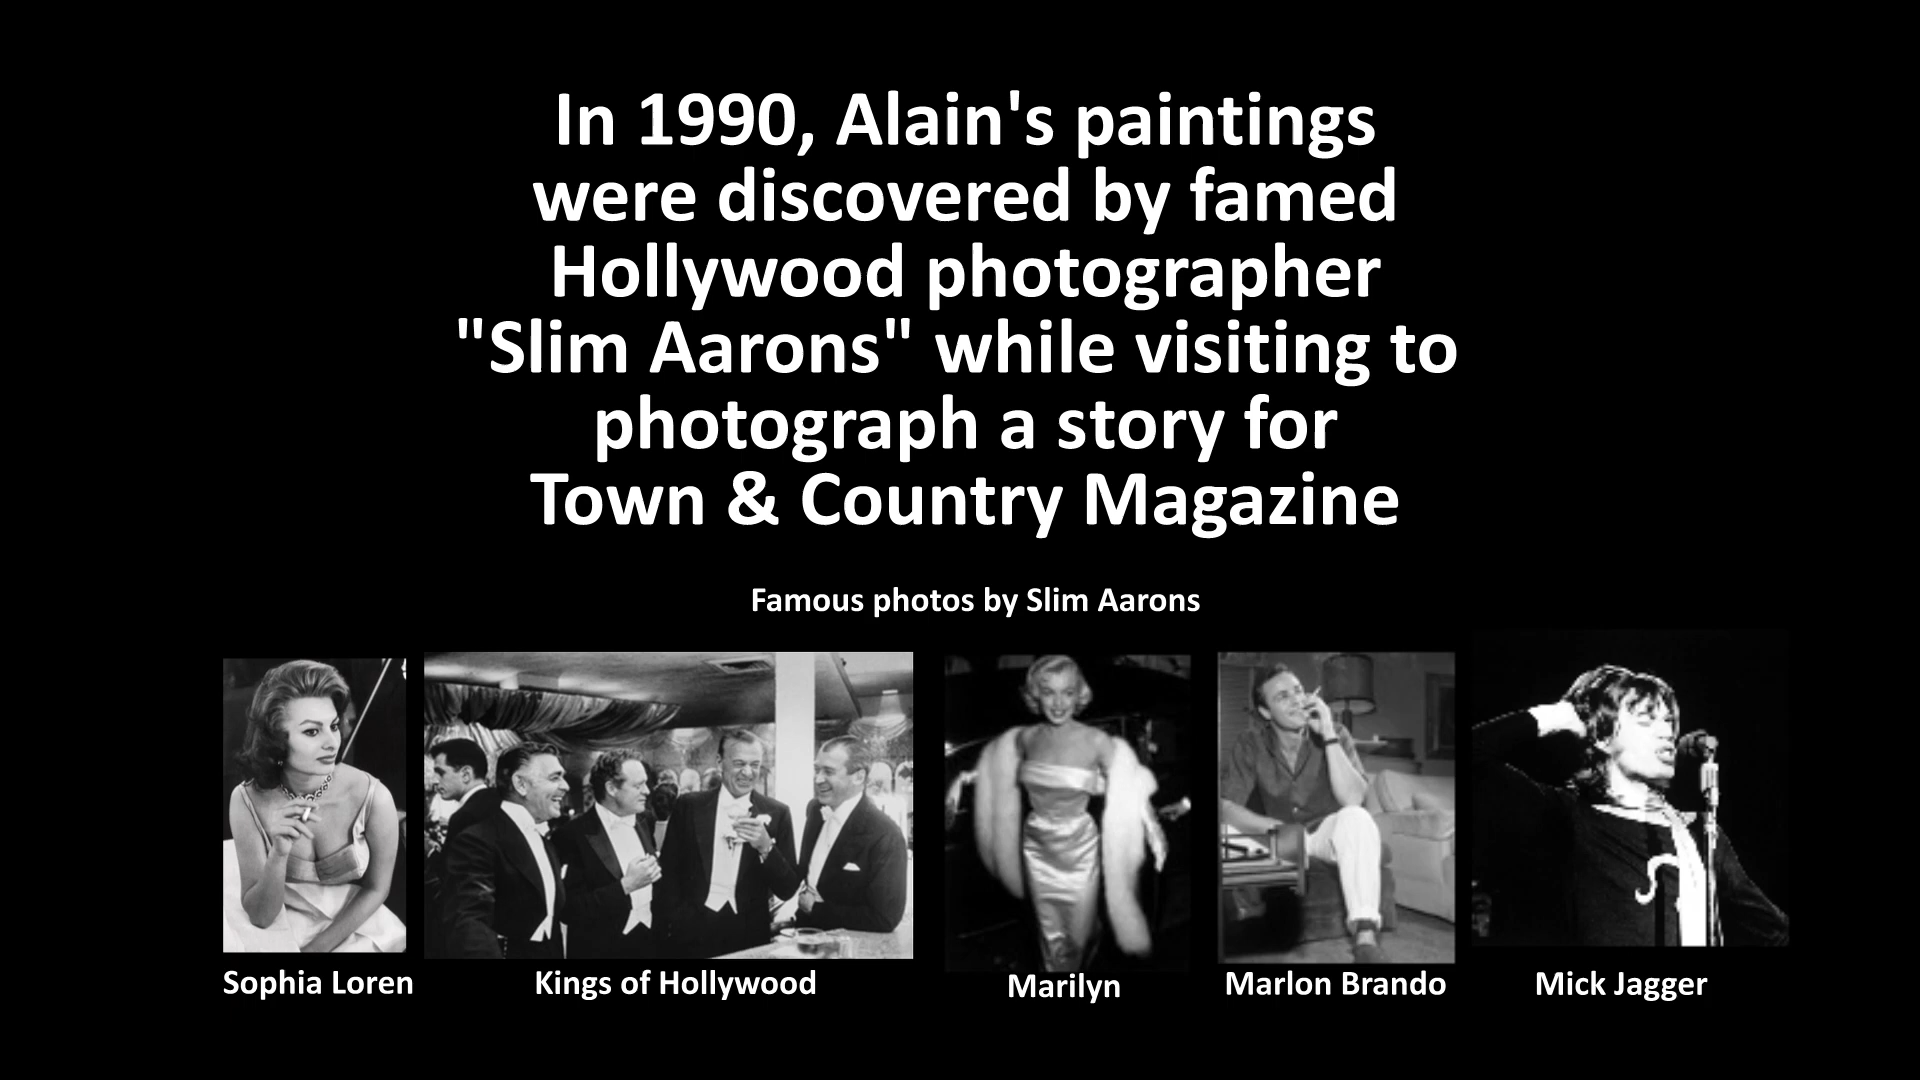 In 1990, Alain's paintings
were discovered by famed
Hollywood photographer
"Slim Aarons" while visiting to
photograph a story for
Town & Country Magazine
Famous photos by Slim Aarons
Sophia Loren
Kings of Hollywood
Marilyn
Marlon Brando
Mick Jagger